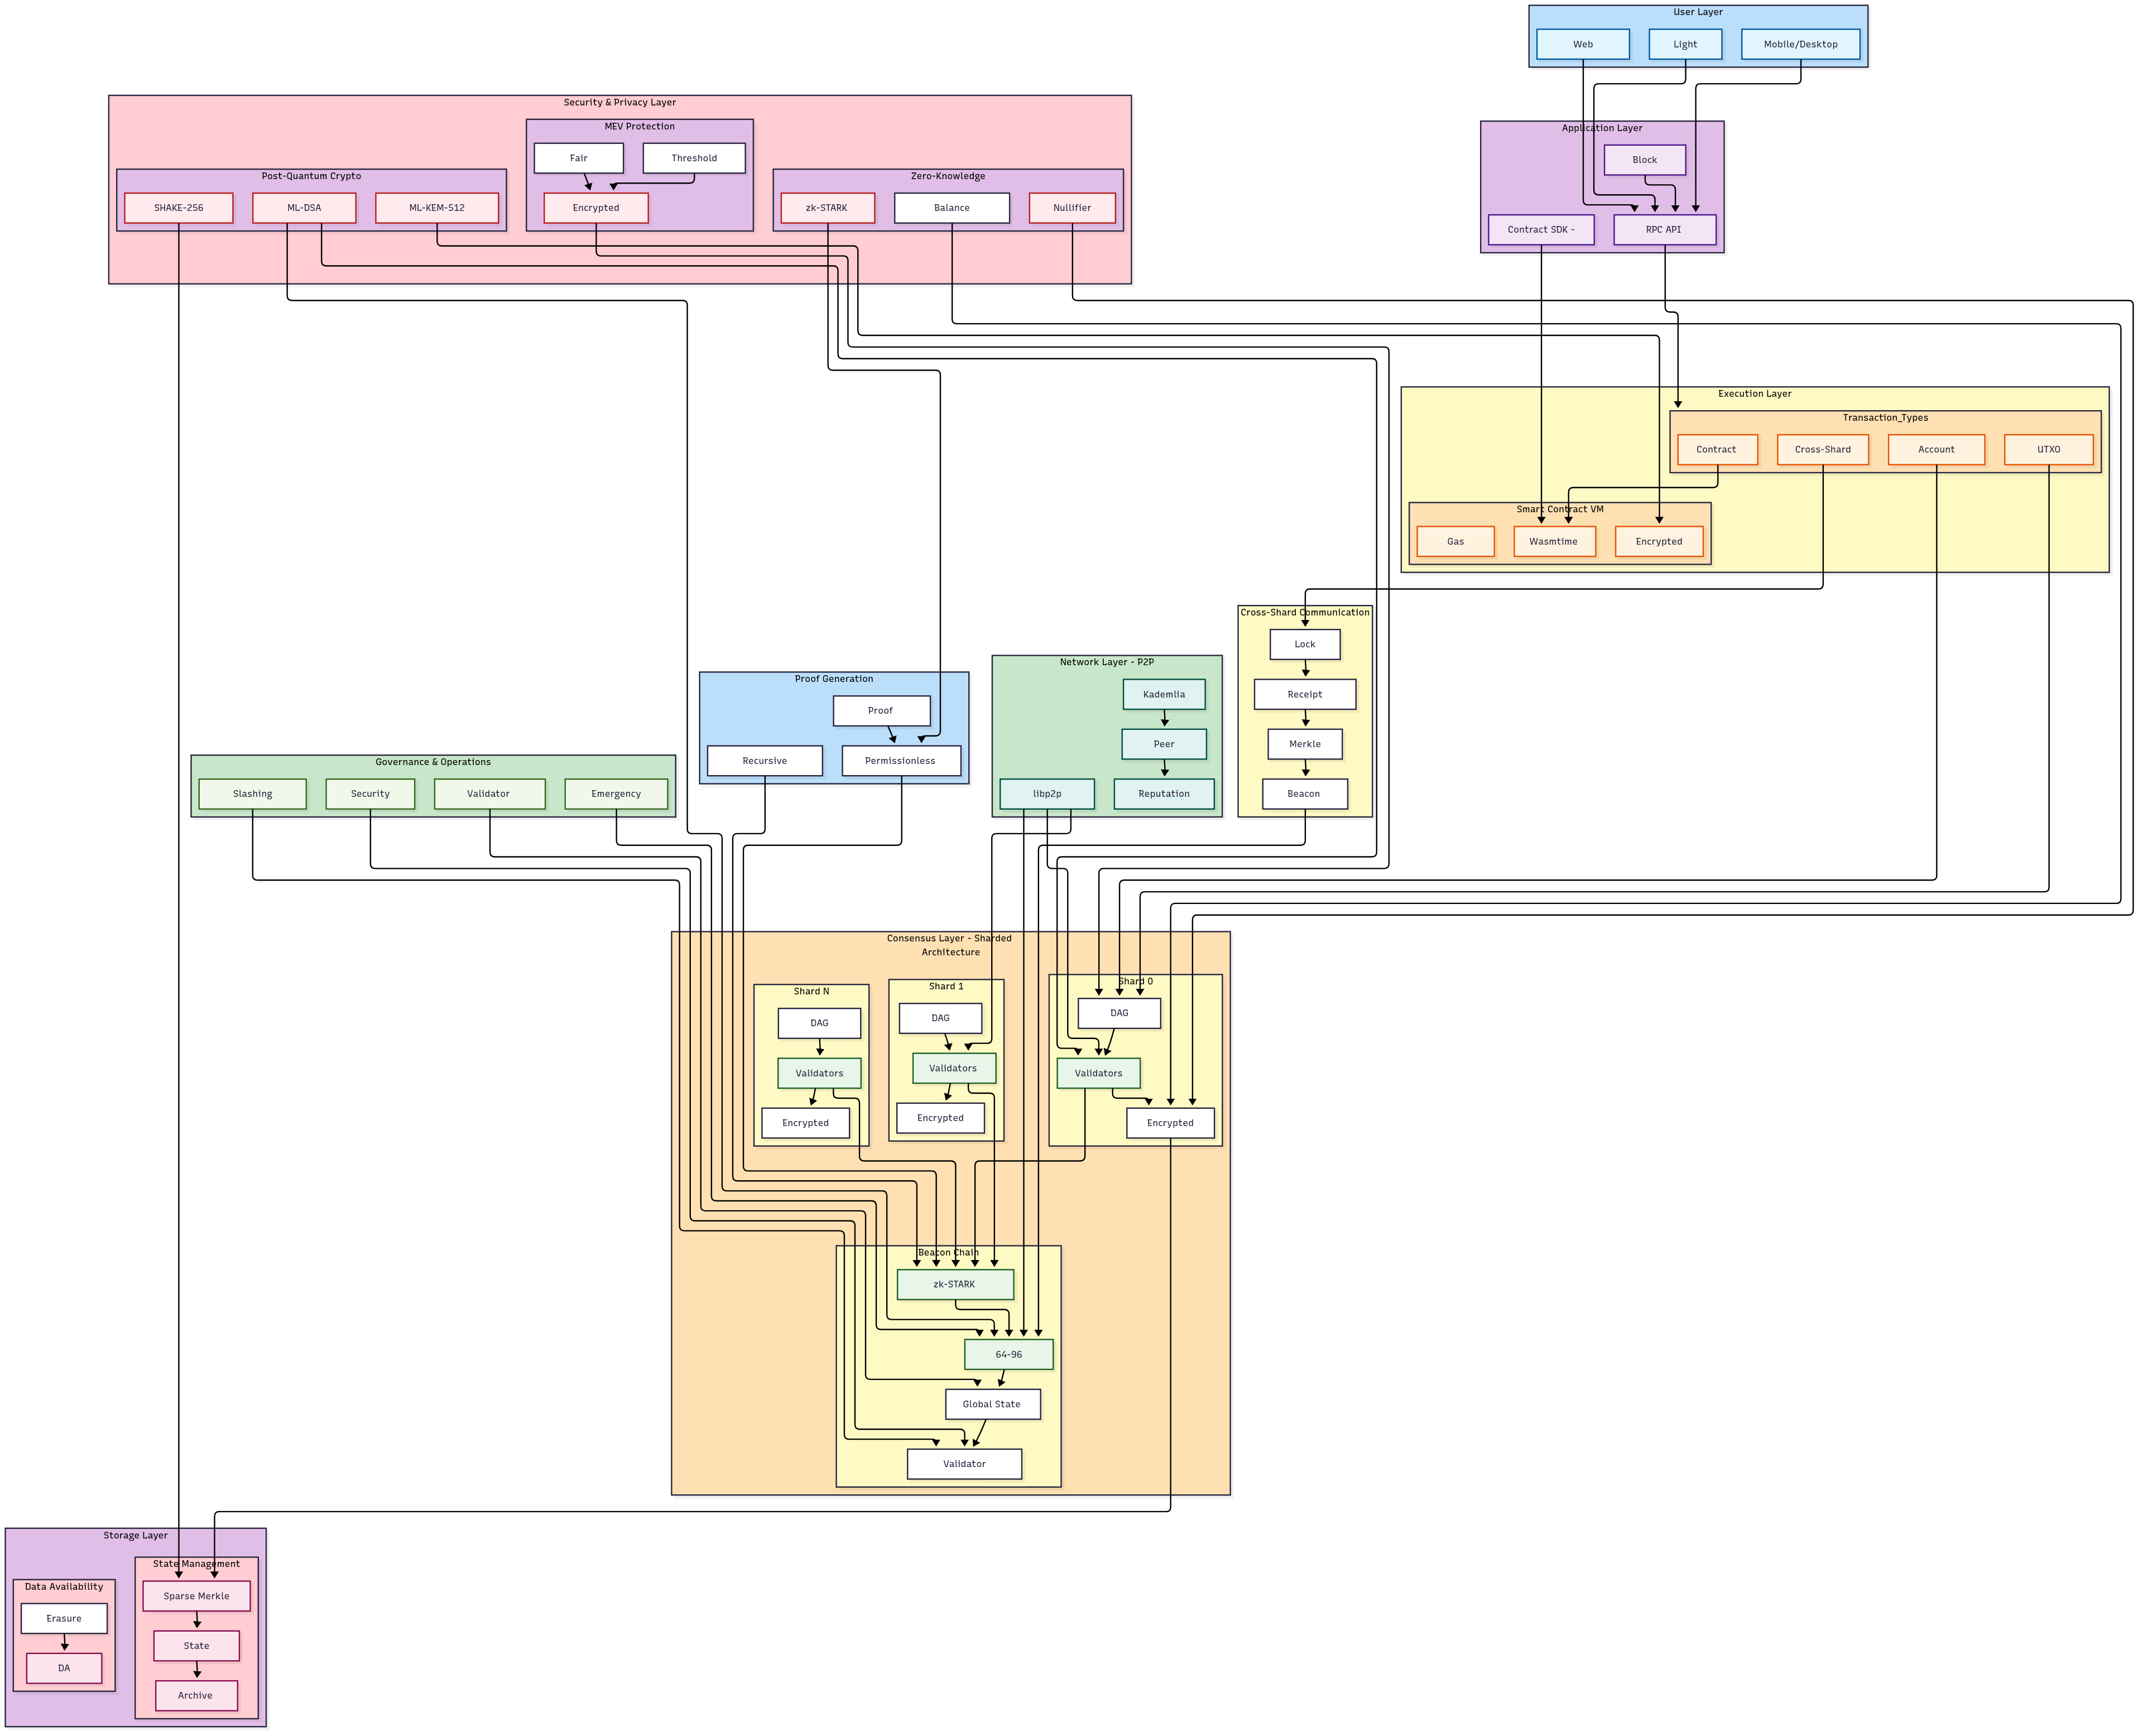 User Layer
Web
Light
Mobile/Desktop
Security & Privacy Layer
MEV Protection
Fair
Threshold
Encrypted
Post-Quantum Crypto
SHAKE-256
ML-DSA
ML-KEM-512
Zero-Knowledge
zk-STARK
Balance
Nullifier
Application Layer
Block
Contract SDK -
RPC API
Execution Layer
Transaction_Types
Contract
Cross-Shard
Account
UTXO
Smart Contract VM
Gas
Wasmtime
Encrypted
Cross-Shard Communication
Lock
Receipt
Merkle
Beacon
Network Layer - P2P
Kademlia
Peer
libp2p
Reputation
Proof Generation
Proof
Recursive
Permissionless
Governance & Operations
Slashing
Security
Validator
Emergency
Consensus Layer - Sharded
Architecture
Shard N
DAG
Validators
Encrypted
Shard 1
DAG
Validators
Encrypted
Shard 0
DAG
Validators
Encrypted
Beacon Chain
zk-STARK
64-96
Global State
Validator
Storage Layer
Data Availability
Erasure
DA
State Management
Sparse Merkle
State
Archive